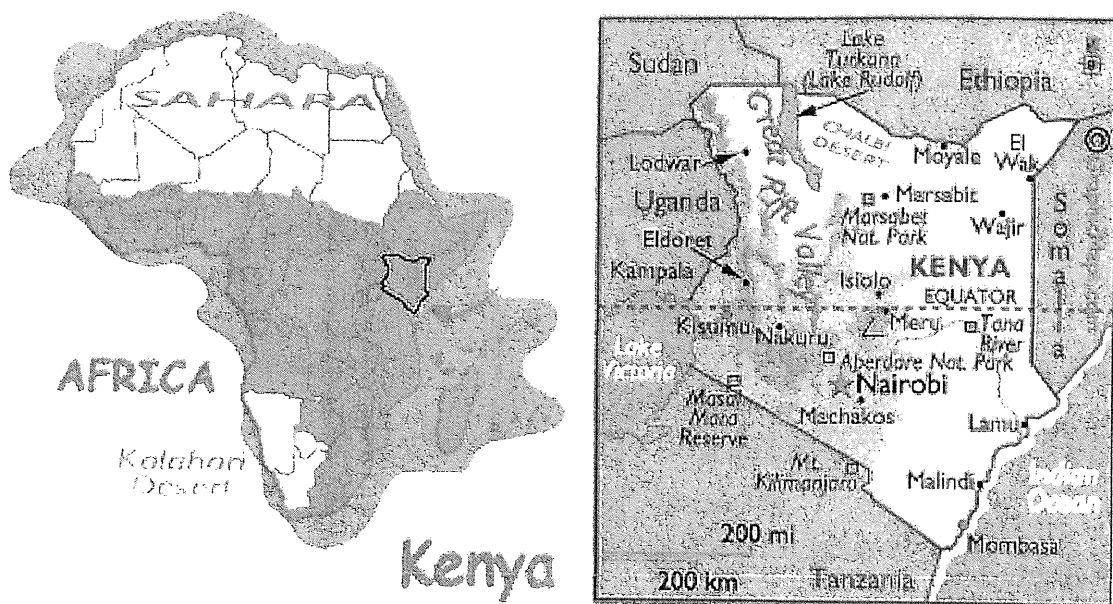 SAHARA
AFRICA
Kalahari
Desert
Kenya
Sudan
Lake
Turkana
(Lake Rudolf)
Ethiopia
Great Rift Valley
CHALBI
DESERT
Moyale
El
Wak
Lodwar
Uganda
Marsabit
Marsabet
Nat. Park
Wajir
Somalia
Eldoret
Kampala
Isiolo
KENYA
EQUATOR
Kisumu
Nakuru
Tana
River
Lake
Victoria
Aberdare Nat. Park
Nairobi
Masai
Mara
Reserve
Machakos
Lamu
Mt.
Kilimanjaro
Malindi
Indian
Ocean
200 mi
Mombasa
200 km
Tanzania